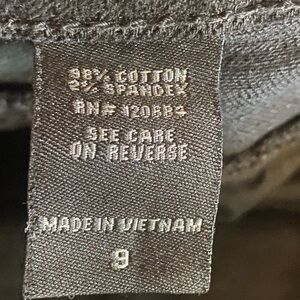 98% COTTON
2% SPANDEX
RN# 120884
SEE CARE
ON REVERSE
MADE IN VIETNAM
9